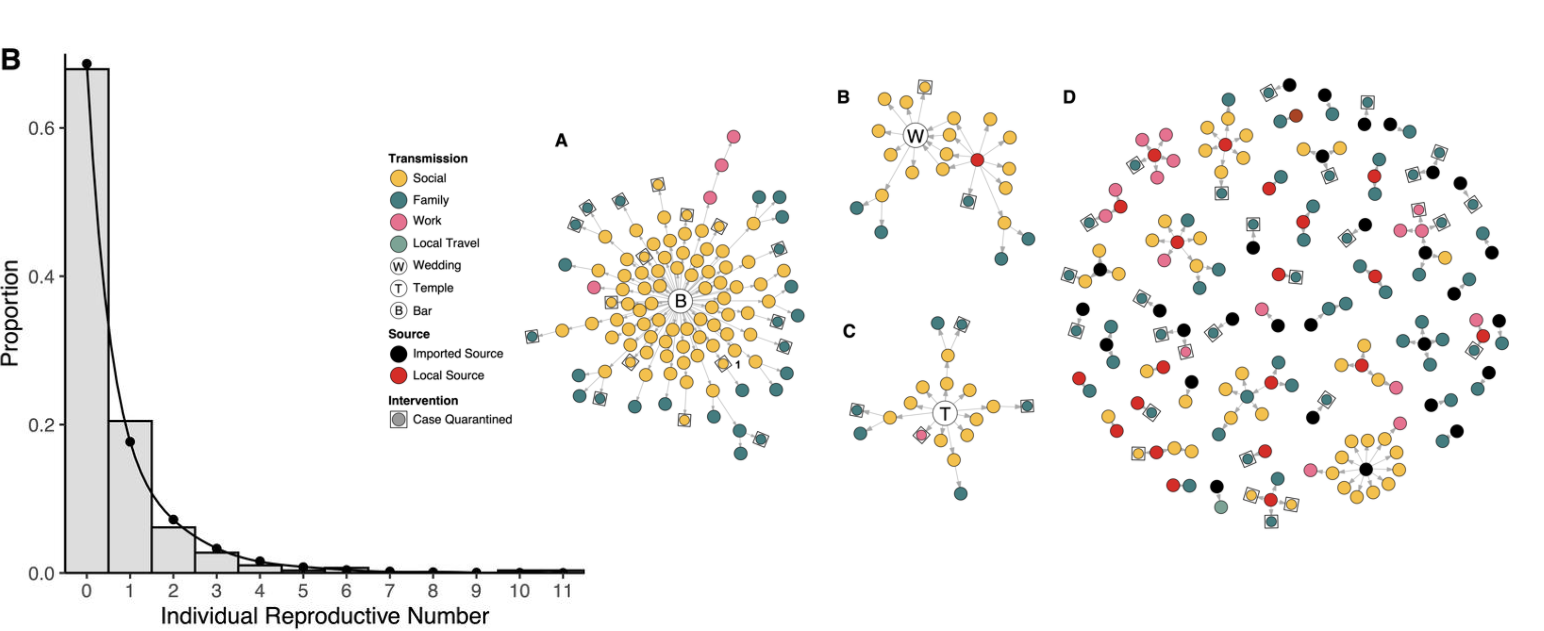 B
Proportion
0.6
0.4
0.2
0.0
0 1 2 3 4 5 6 7 8 9 10 11
Individual Reproductive Number
Transmission
Social
Family
Work
Local Travel
W Wedding
T Temple
B Bar
Source
Imported Source
Local Source
Intervention
Case Quarantined
A
B
1
B
W
C
T
D